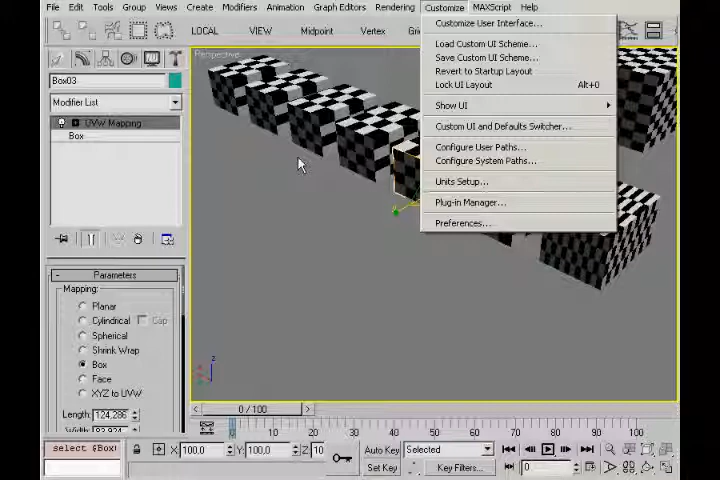 Edit Tools Group Views Create Modifiers Animation Graph Editors Rendering Customize MAXScript Help
LOCAL VIEW Midpoint Vertex
Customize User Interface...
Load Custom UI Scheme...
Save Custom UI Scheme...
Revert to Startup Layout
Lock UI Layout Alt+0
Show UI
Custom UI and Defaults Switcher...
Configure User Paths...
Configure System Paths...
Units Setup...
Plug-in Manager...
Preferences...
Perspective
Box03
Modifier List
UVW Mapping
Box
- Parameters
Mapping:
Planar
Cylindrical Cap
Spherical
Shrink Wrap
Box
Face
XYZ to UVW
Length: 124,286
z
0 / 100
0 10 20 30 40 50 60 70 80 90 100
select $Box
X 100,0 Y 100,0 Z 10
Auto Key Selected
Set Key Key Filters...
0